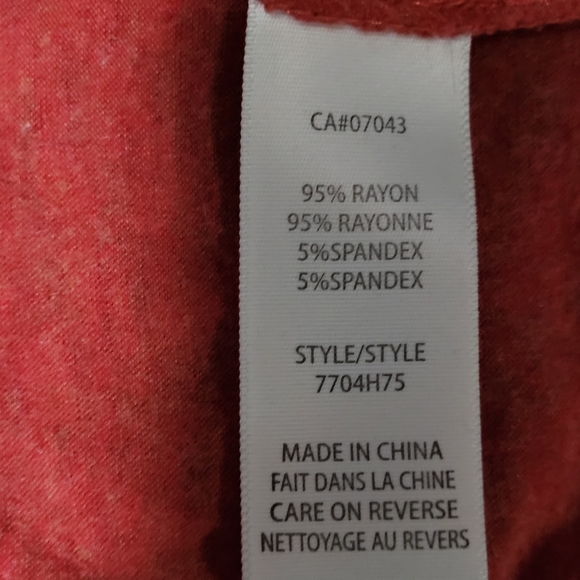 CA#07043
95% RAYON
95% RAYONNE
5%SPANDEX
5%SPANDEX
STYLE/STYLE
7704H75
MADE IN CHINA
FAIT DANS LA CHINE
CARE ON REVERSE
NETTOYAGE AU REVERS